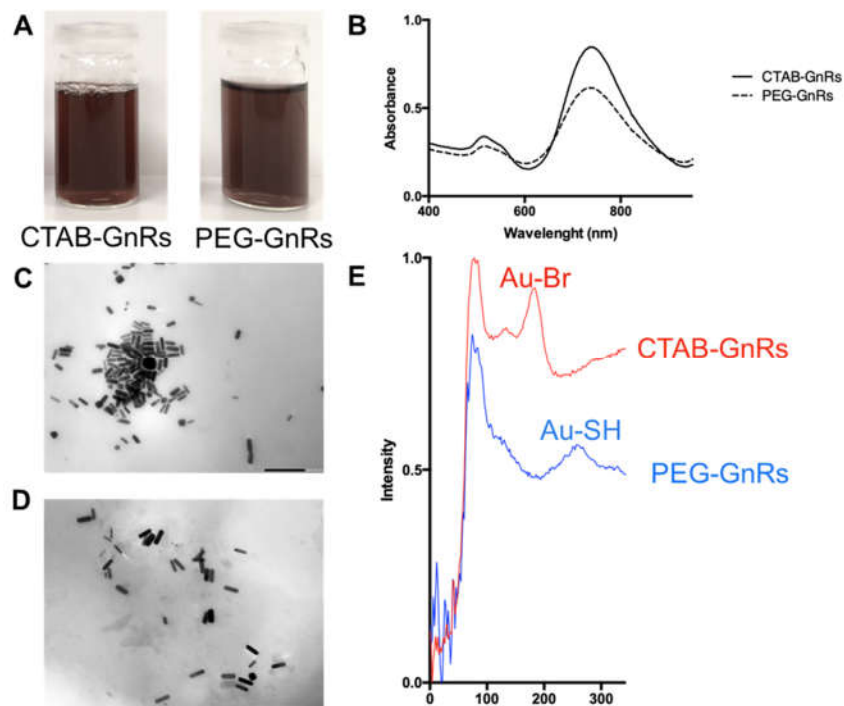 A
CTAB-GnRs
PEG-GnRs
B
1.0
0.5
0.0
Absorbance
400
600
800
Wavelenght (nm)
CTAB-GnRs
PEG-GnRs
C
D
E
1.0
0.5
0.0
Intensity
0
100
200
300
Au-Br
CTAB-GnRs
Au-SH
PEG-GnRs